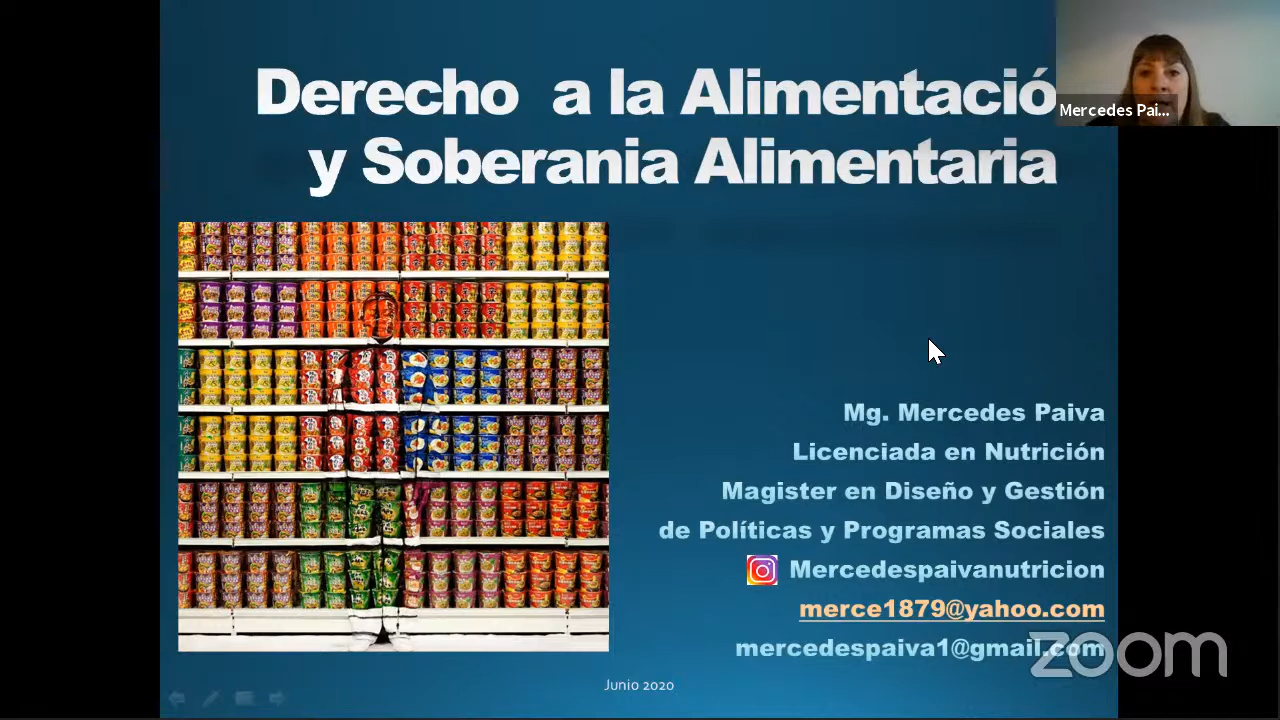 Derecho a la Alimentació
y Soberania Alimentaria
Mercedes Pai...
Mg. Mercedes Paiva
Licenciada en Nutrición
Magister en Diseño y Gestión
de Políticas y Programas Sociales
Mercedespaivanutricion
merce1879@yahoo.com
mercedespaiva1@gmail.com
zoom
Junio 2020